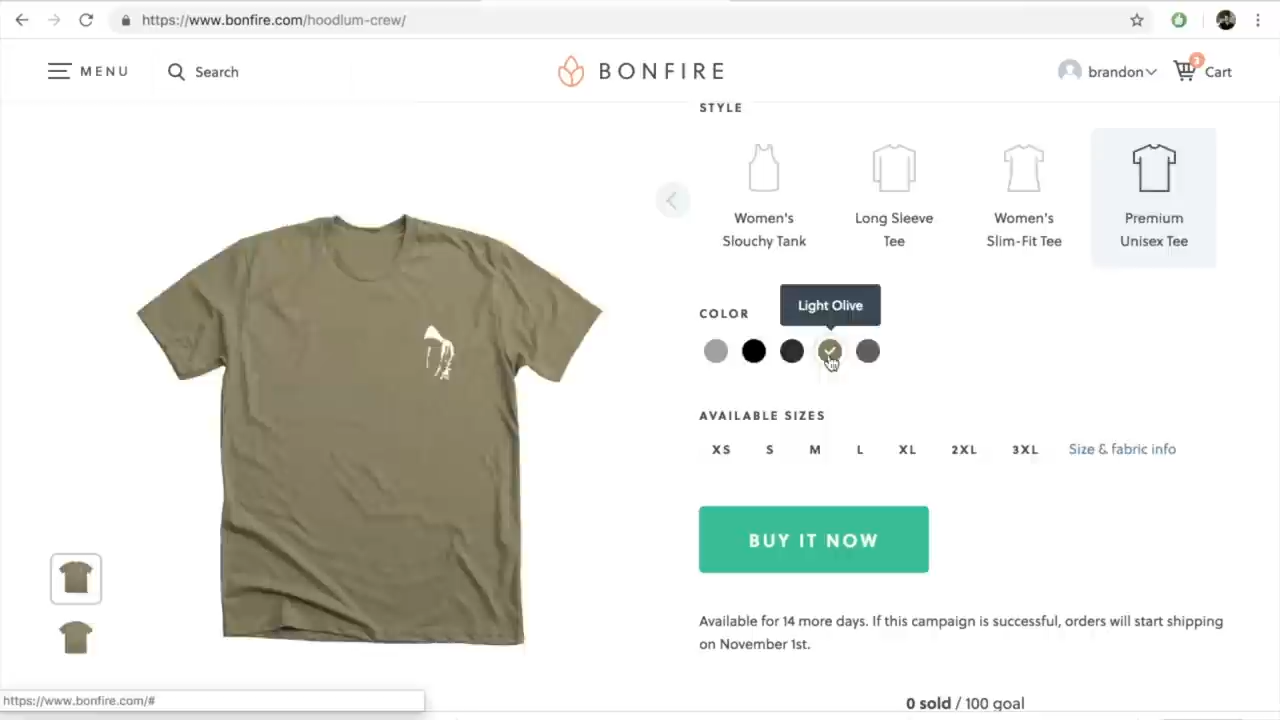 https://www.bonfire.com/hoodlum-crew/
MENU
Search
BONFIRE
brandon
3
Cart
STYLE
Women's
Slouchy Tank
Long Sleeve
Tee
Women's
Slim-Fit Tee
Premium
Unisex Tee
Light Olive
COLOR
AVAILABLE SIZES
XS S M L XL 2XL 3XL Size & fabric info
BUY IT NOW
Available for 14 more days. If this campaign is successful, orders will start shipping
on November 1st.
https://www.bonfire.com/#
0 sold / 100 goal